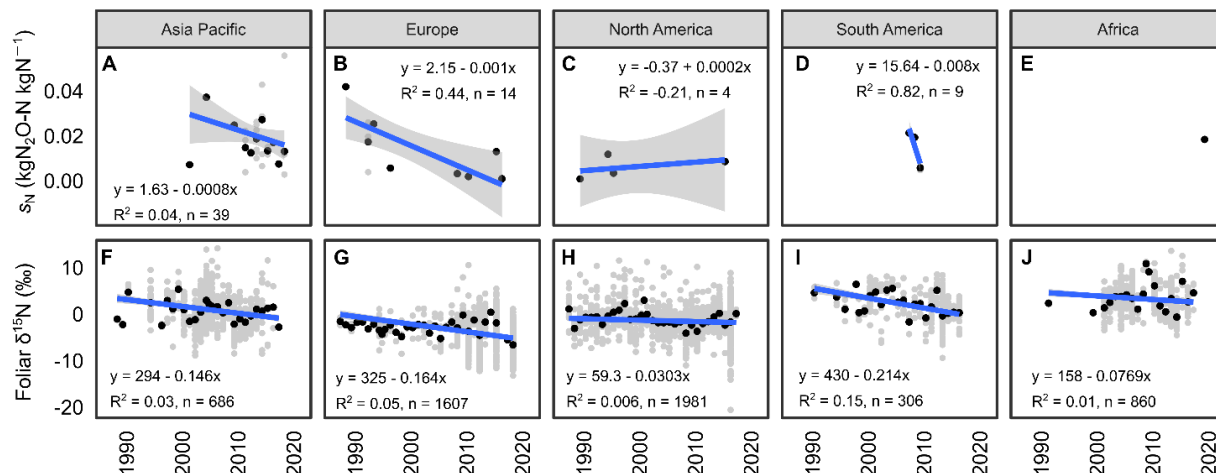 Asia Pacific
Europe
North America
South America
Africa
sN (kgN₂O-N kgN⁻¹)
0.04
0.02
0.00
A
y = 1.63 - 0.0008x
R² = 0.04, n = 39
B
y = 2.15 - 0.001x
R² = 0.44, n = 14
C
y = -0.37 + 0.0002x
R² = -0.21, n = 4
D
y = 15.64 - 0.008x
R² = 0.82, n = 9
E
Foliar δ¹⁵N (‰)
10
0
-10
-20
F
y = 294 - 0.146x
R² = 0.03, n = 686
G
y = 325 - 0.164x
R² = 0.05, n = 1607
H
y = 59.3 - 0.0303x
R² = 0.006, n = 1981
I
y = 430 - 0.214x
R² = 0.15, n = 306
J
y = 158 - 0.0769x
R² = 0.01, n = 860
1990 2000 2010 2020
1990 2000 2010 2020
1990 2000 2010 2020
1990 2000 2010 2020
1990 2000 2010 2020